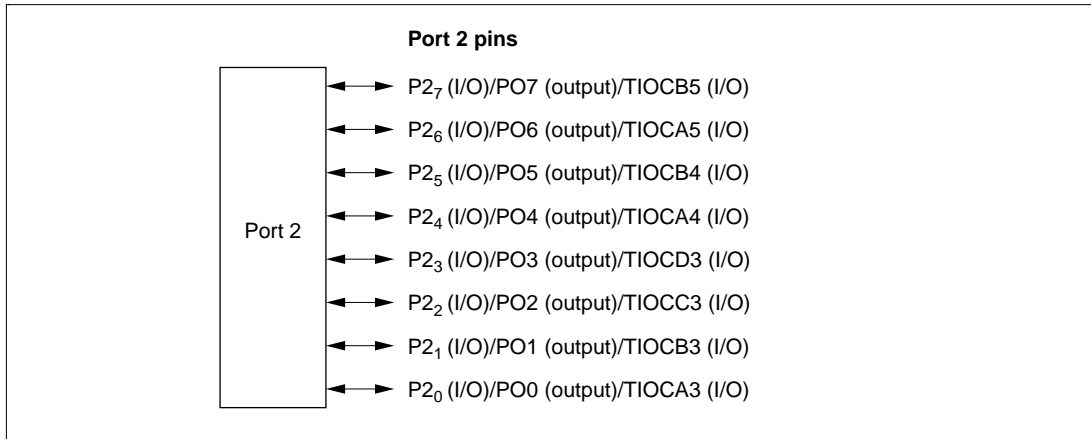 Port 2 pins
P2₇ (I/O)/PO7 (output)/TIOCB5 (I/O)
P2₆ (I/O)/PO6 (output)/TIOCA5 (I/O)
P2₅ (I/O)/PO5 (output)/TIOCB4 (I/O)
P2₄ (I/O)/PO4 (output)/TIOCA4 (I/O)
Port 2
P2₃ (I/O)/PO3 (output)/TIOCD3 (I/O)
P2₂ (I/O)/PO2 (output)/TIOCC3 (I/O)
P2₁ (I/O)/PO1 (output)/TIOCB3 (I/O)
P2₀ (I/O)/PO0 (output)/TIOCA3 (I/O)